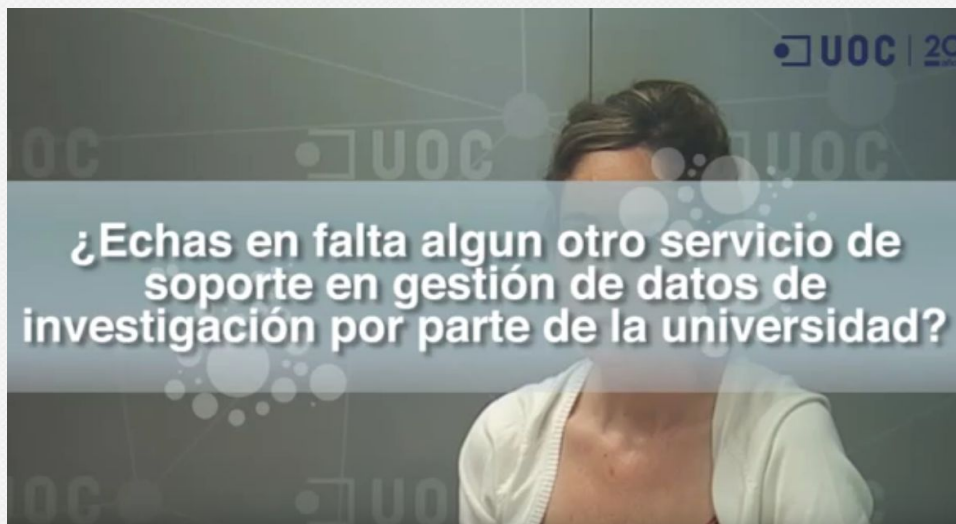 UOC | 20
UOC
UOC
UOC
¿Echas en falta algun otro servicio de
soporte en gestión de datos de
investigación por parte de la universidad?
UOC
UOC